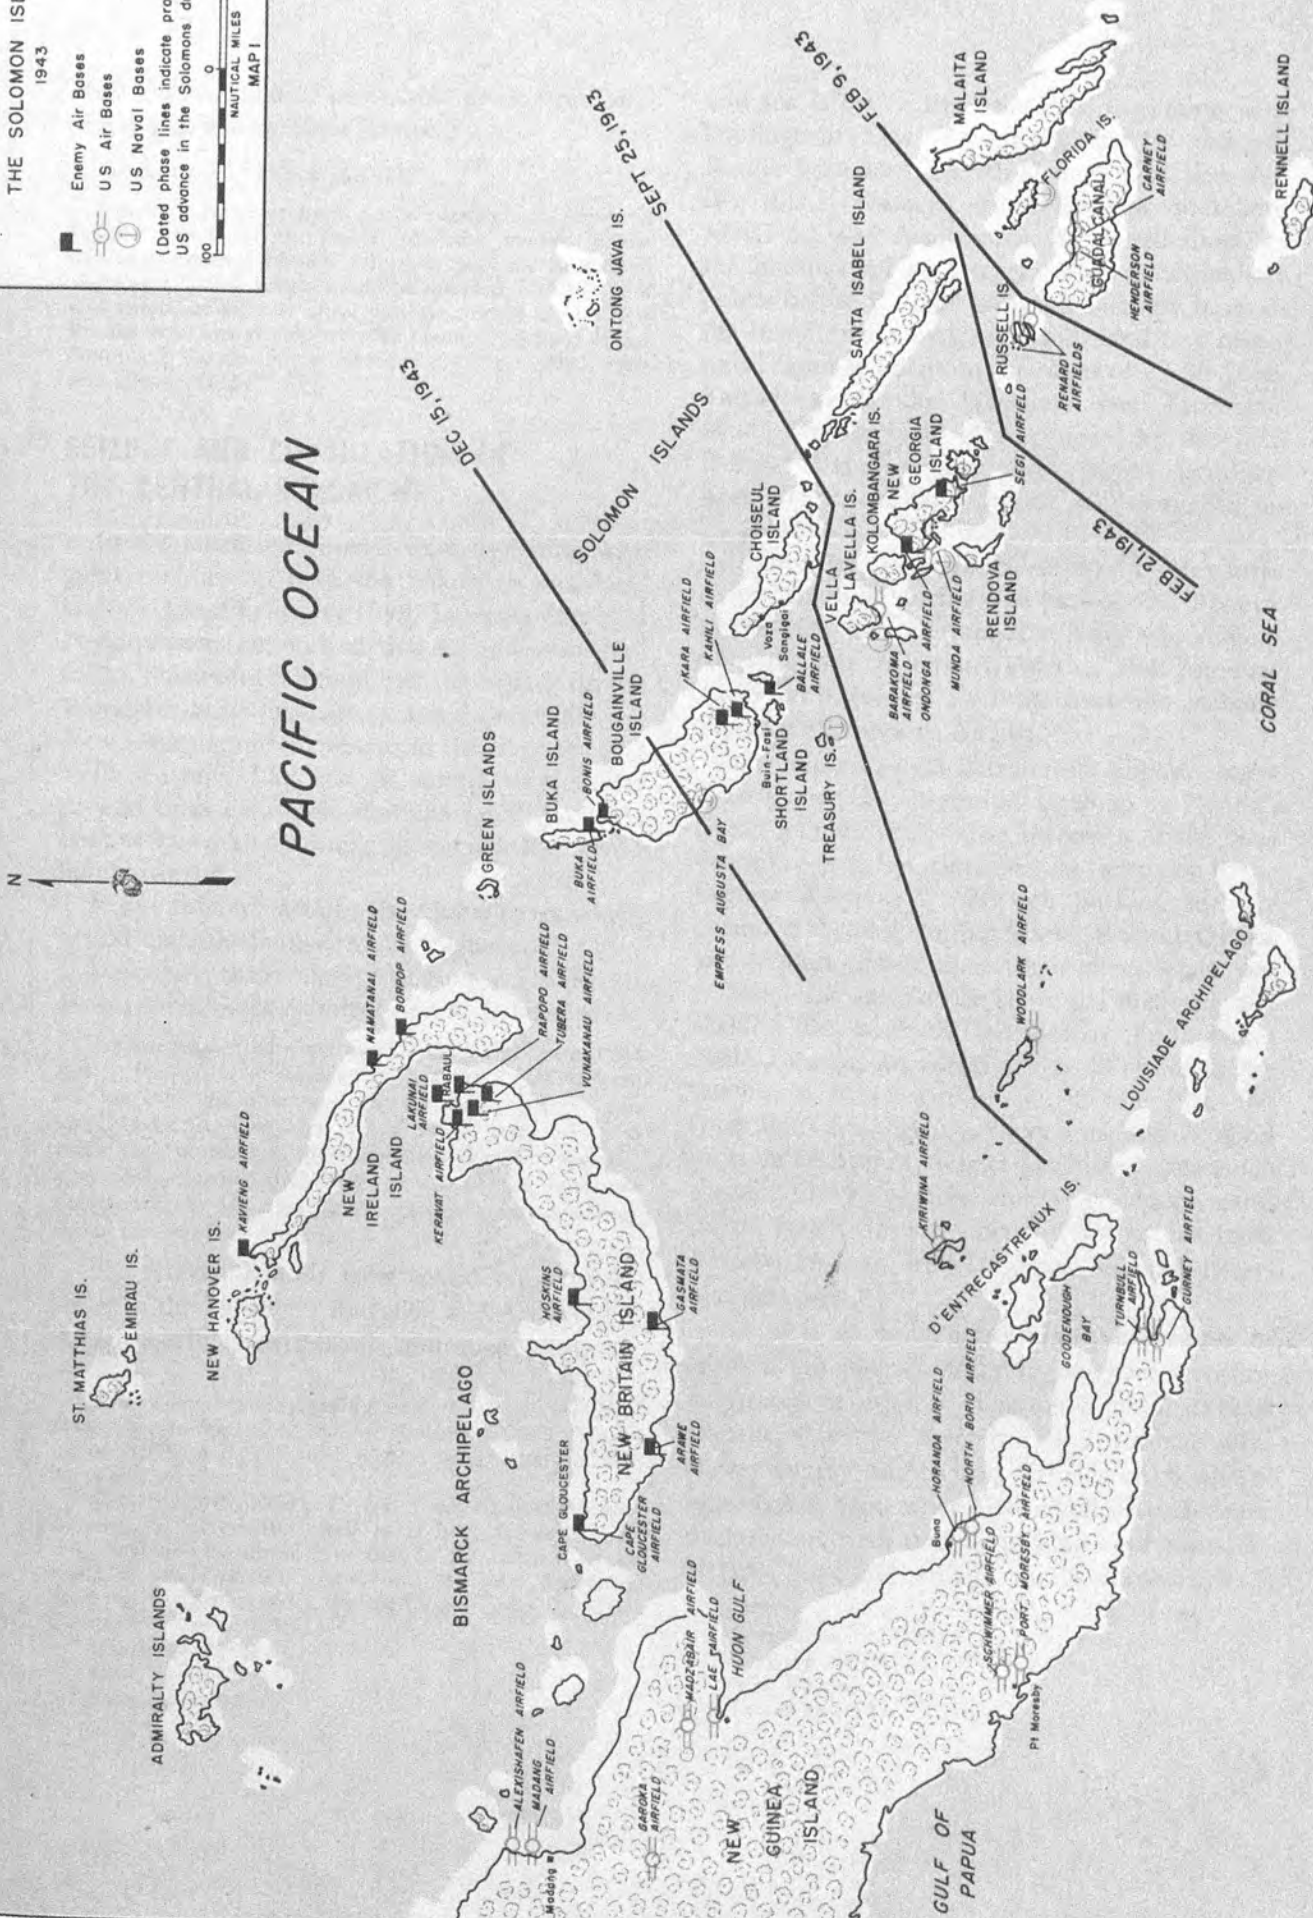 THE SOLOMON
1943
Enemy Air Bases
US Air Bases
US Naval Bases
(Dated phase lines indicate
US advance in the Solomons
100
0
NAUTICAL MILES
MAP I
N
PACIFIC OCEAN
ST. MATTHIAS IS.
EMIRAU IS.
ADMIRALTY ISLANDS
NEW HANOVER IS.
KAVIENG AIRFIELD
NEW
IRELAND
ISLAND
NAMATANAI AIRFIELD
BORPOP AIRFIELD
LAKUNAI
AIRFIELD
RABAUL
KERAVAT AIRFIELD
RAPOPO AIRFIELD
TUBERA AIRFIELD
VUNAKANAU AIRFIELD
BISMARCK ARCHIPELAGO
CAPE GLOUCESTER
CAPE
GLOUCESTER
AIRFIELD
HOSKINS
AIRFIELD
NEW BRITAIN ISLAND
GASMATA
AIRFIELD
ARAWE
AIRFIELD
GREEN ISLANDS
BUKA ISLAND
BUKA
AIRFIELD
BONIS AIRFIELD
BOUGAINVILLE
ISLAND
DEC 15, 1943
ONTONG JAVA IS.
SOLOMON ISLANDS
EMPRESS AUGUSTA BAY
KARA AIRFIELD
KAHILI AIRFIELD
Buin-Fasi
SHORTLAND
ISLAND
BALLALE
AIRFIELD
TREASURY IS.
CHOISEUL
ISLAND
Voza
Sangigai
SEPT 25, 1943
SANTA ISABEL ISLAND
VELLA
LAVELLA IS.
KOLOMBANGARA IS.
NEW
GEORGIA
ISLAND
BARAKOMA
AIRFIELD
ONDONGA AIRFIELD
MUNDA AIRFIELD
RENDOVA
ISLAND
SEGI AIRFIELD
FEB 21, 1943
FEB 9, 1943
RUSSELL IS.
RENARD
AIRFIELDS
MALAITA
ISLAND
FLORIDA IS.
GUADALCANAL
HENDERSON
AIRFIELD
CARNEY
AIRFIELD
RENNELL ISLAND
CORAL SEA
WOODLARK AIRFIELD
LOUISIADE ARCHIPELAGO
KIRIWINA AIRFIELD
D'ENTRECASTREAUX IS.
GOODENOUGH
BAY
TURNBULL
AIRFIELD
GURNEY AIRFIELD
Buna
HORANDA AIRFIELD
NORTH BORIO AIRFIELD
SCHWIMMER AIRFIELD
PORT MORESBY AIRFIELD
Pt Moresby
ALEXISHAFEN AIRFIELD
MADANG
AIRFIELD
Madang
GAROKA
AIRFIELD
MADZABAIR AIRFIELD
LAE AIRFIELD
HUON GULF
NEW
GUINEA
ISLAND
GULF OF
PAPUA